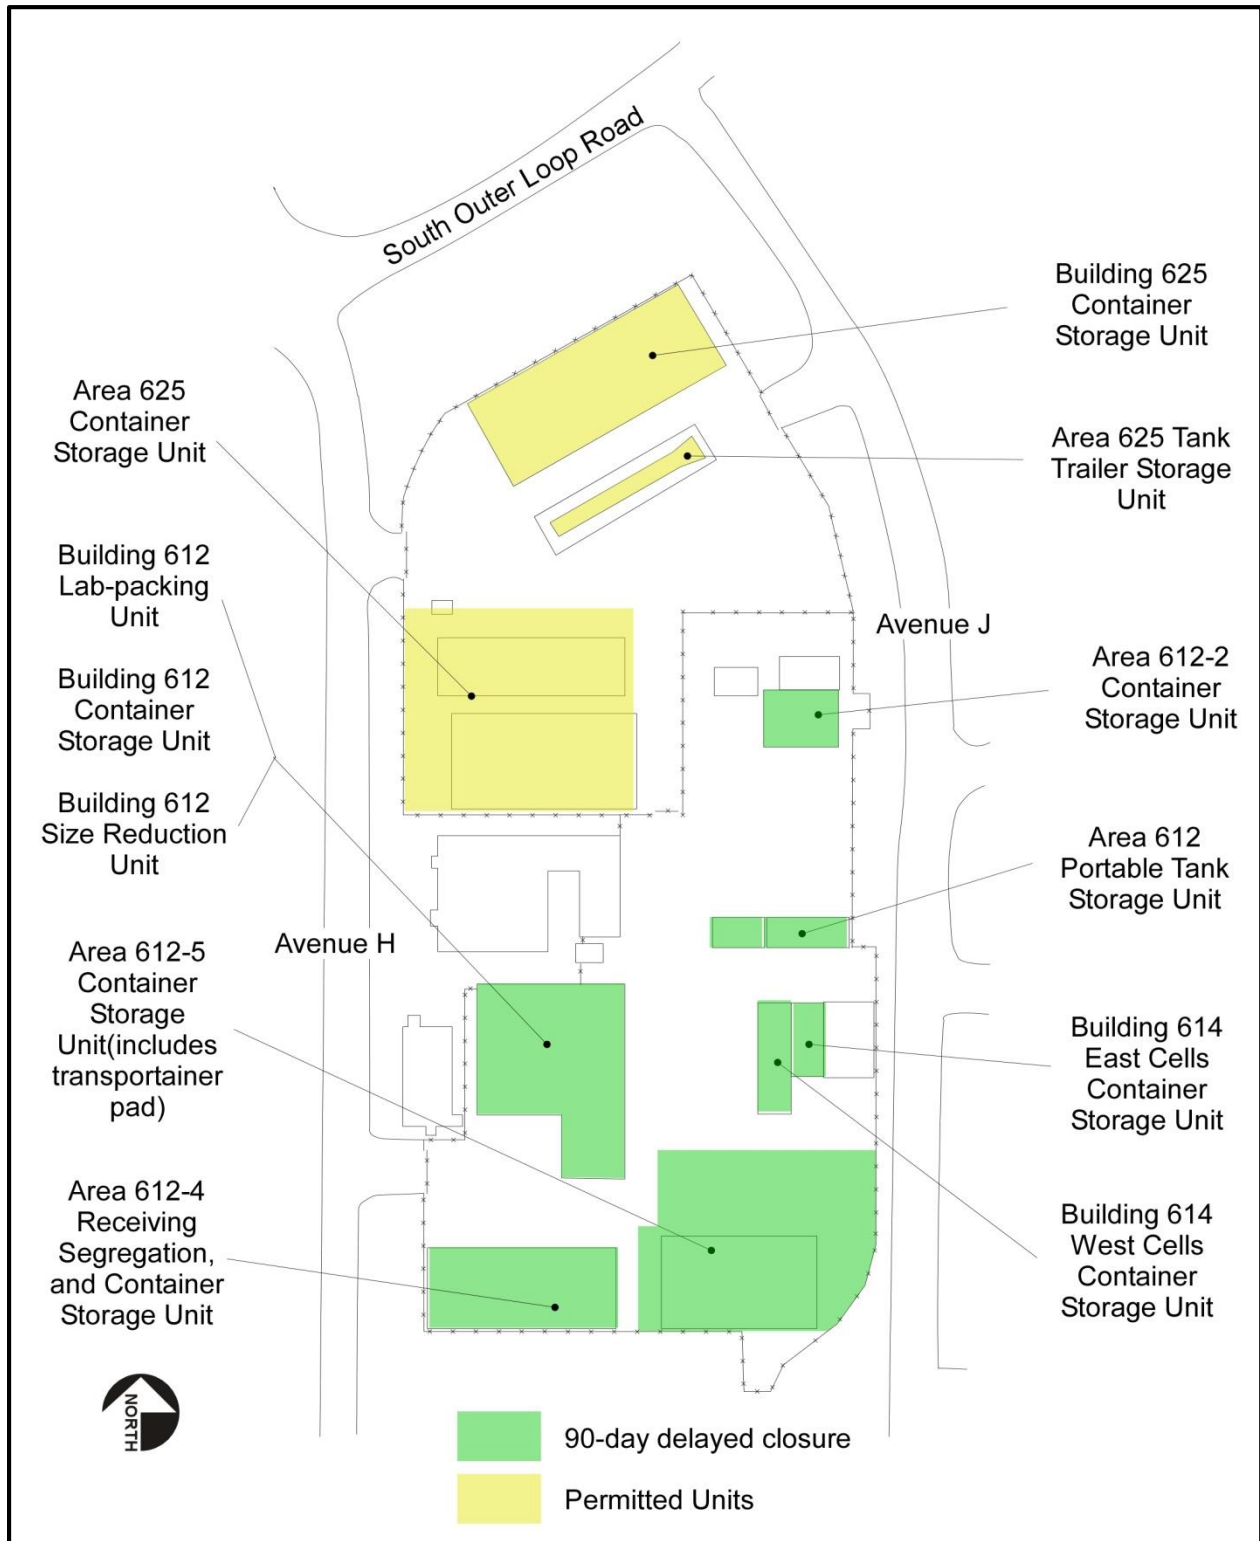 South Outer Loop Road
Building 625
Container
Storage Unit
Area 625
Container
Storage Unit
Area 625 Tank
Trailer Storage
Unit
Building 612
Lab-packing
Unit
Avenue J
Area 612-2
Container
Storage Unit
Building 612
Container
Storage Unit
Building 612
Size Reduction
Unit
Area 612
Portable Tank
Storage Unit
Avenue H
Area 612-5
Container
Storage
Unit(includes
transportainer
pad)
Building 614
East Cells
Container
Storage Unit
Area 612-4
Receiving
Segregation,
and Container
Storage Unit
Building 614
West Cells
Container
Storage Unit
NORTH
90-day delayed closure
Permitted Units